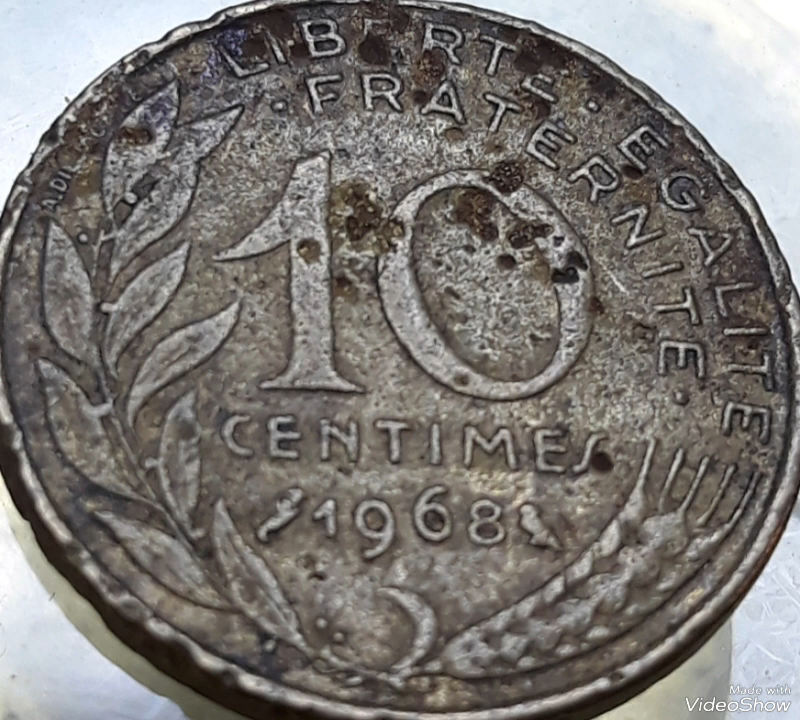 LIBERTE · EGALITE
· FRATERNITE ·
10
CENTIMES
1968
Made with
VideoShow